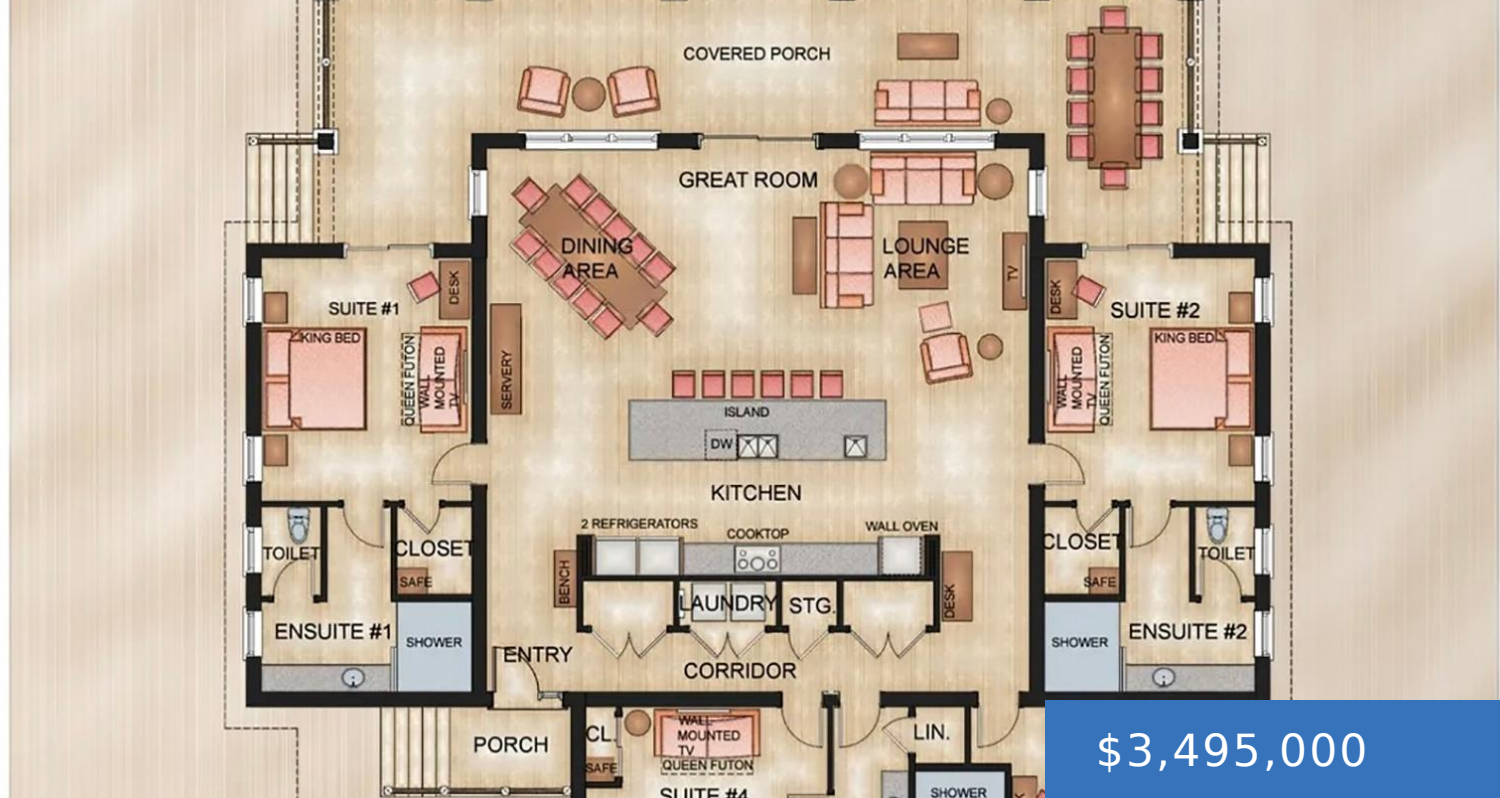 COVERED PORCH
GREAT ROOM
DINING
AREA
LOUNGE
AREA
TV
DESK
SUITE #1
KING BED
QUEEN FUTON
WALL
MOUNTED
TV
SERVERY
DESK
SUITE #2
KING BED
WALL
MOUNTED
TV
QUEEN FUTON
ISLAND
DW
KITCHEN
2 REFRIGERATORS
COOKTOP
WALL OVEN
TOILET
CLOSET
SAFE
BENCH
LAUNDRY
STG.
DESK
CLOSET
SAFE
TOILET
ENSUITE #1
SHOWER
ENTRY
CORRIDOR
SHOWER
ENSUITE #2
PORCH
CL.
SAFE
WALL
MOUNTED
TV
QUEEN FUTON
LIN.
SUITE #4
SHOWER
$3,495,000